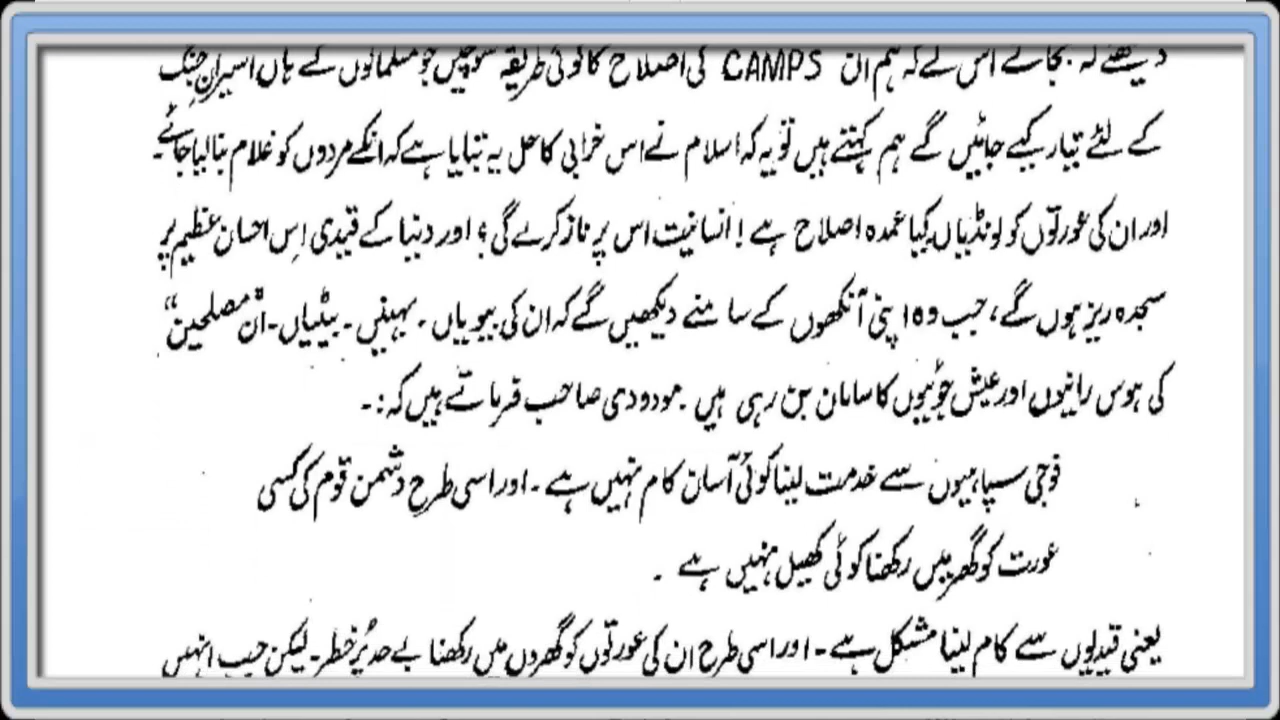 دیکھئے کہ بجائے اس کے کہ ہم ان CAMPS کی اصلاح کا کوئی طریقہ سوچیں جو مسلمانوں کے ہاں اسیرانِ جنگ
کے لئے تیار کیے جائیں گے ہم کہتے ہیں تو یہ کہ اسلام نے اس خرابی کا حل یہ بتایا ہے کہ انکے مردوں کو غلام بنا لیا جائے۔
اور ان کی عورتوں کو لونڈیاں کیا عمدہ اصلاح ہے! انسانیت اس پر ناز کرے گی؟ اور دنیا کے قیدی اِس احسان عظیم پر
سجدہ ریز ہوں گے، جب وہ اپنی آنکھوں کے سامنے دیکھیں گے کہ ان کی بیویاں۔ بہنیں۔ بیٹیاں۔ ان "مصلحین"
کی ہوس رانیوں اور عیش جوئیوں کا سامان بن رہی ہیں۔ مودودی صاحب فرماتے ہیں کہ:۔
فوجی سپاہیوں سے خدمت لینا کوئی آسان کام نہیں ہے۔ اور اسی طرح دشمن قوم کی کسی
عورت کو گھر میں رکھنا کوئی کھیل نہیں ہے۔
یعنی قیدیوں سے کام لینا مشکل ہے۔ اور اسی طرح ان کی عورتوں کو گھروں میں رکھنا بے حد پُر خطر۔ لیکن جب انہیں